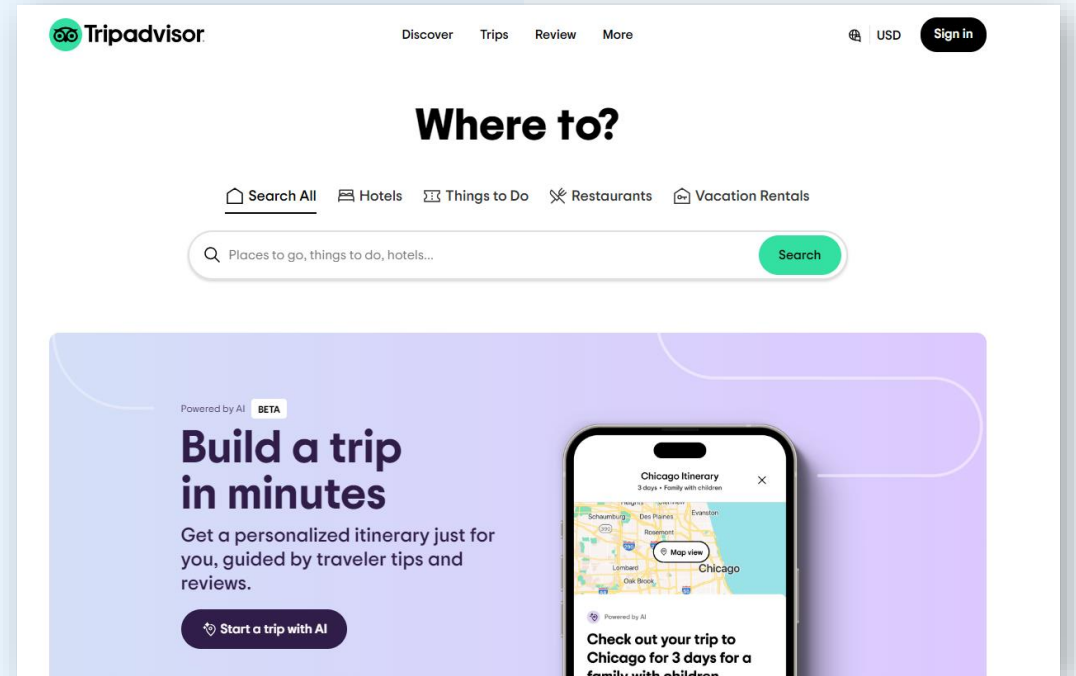 Tripadvisor
Discover Trips Review More
USD
Sign in
Where to?
Search All Hotels Things to Do Restaurants Vacation Rentals
Places to go, things to do, hotels...
Search
Powered by AI BETA
Build a trip
in minutes
Get a personalized itinerary just for
you, guided by traveler tips and
reviews.
Start a trip with AI
Chicago Itinerary
3 days • Family with children
Schaumburg
Des Plaines
Evanston
Rosemont
Map view
Lombard
Chicago
Oak Brook
Powered by AI
Check out your trip to
Chicago for 3 days for a
family with children